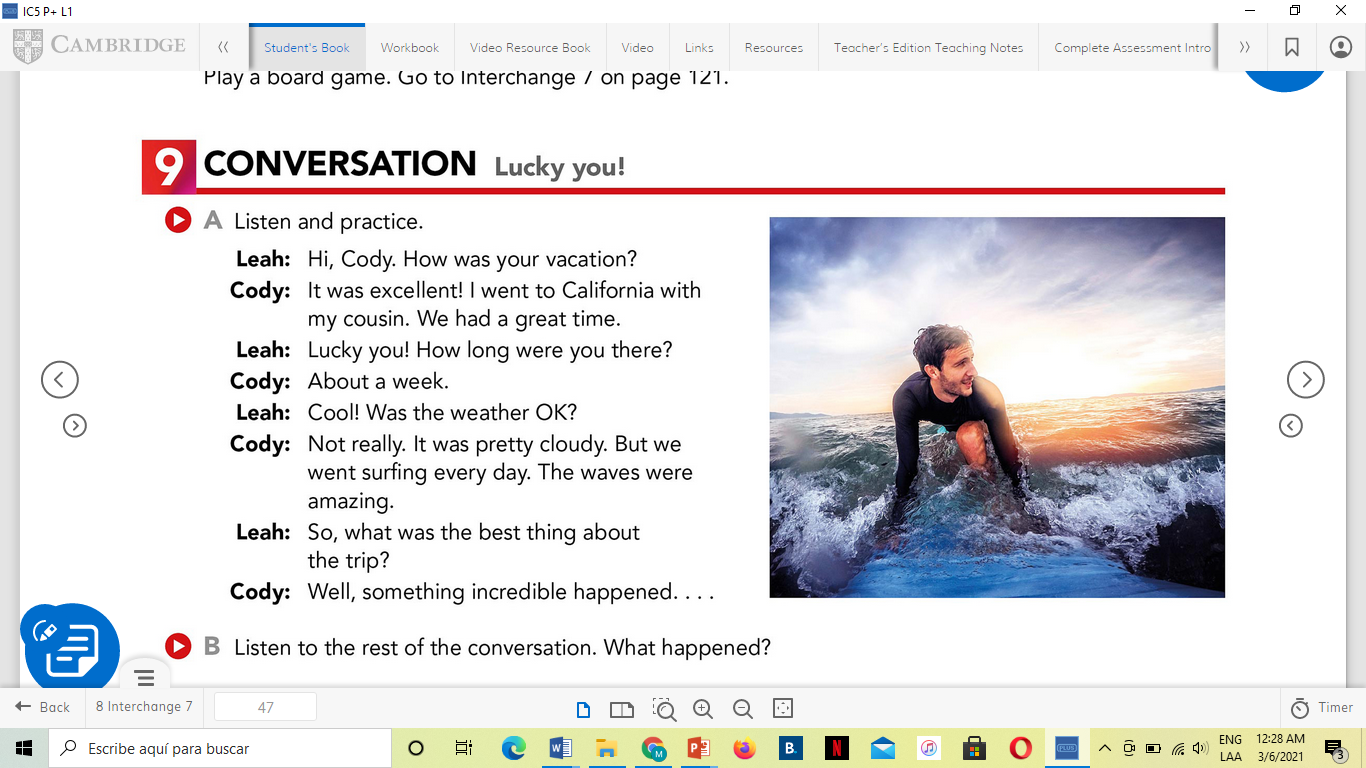 IC5 P+ L1
CAMBRIDGE
Student's Book
Workbook
Video Resource Book
Video
Links
Resources
Teacher's Edition Teaching Notes
Complete Assessment Intro
Play a board game. Go to Interchange 7 on page 121.
9 CONVERSATION Lucky you!
A Listen and practice.
Leah: Hi, Cody. How was your vacation?
Cody: It was excellent! I went to California with
my cousin. We had a great time.
Leah: Lucky you! How long were you there?
Cody: About a week.
Leah: Cool! Was the weather OK?
Cody: Not really. It was pretty cloudy. But we
went surfing every day. The waves were
amazing.
Leah: So, what was the best thing about
the trip?
Cody: Well, something incredible happened. . . .
B Listen to the rest of the conversation. What happened?
Back
8 Interchange 7
47
Timer
Escribe aquí para buscar
B.
N
PLUS
ENG
LAA
12:28 AM
3/6/2021
3